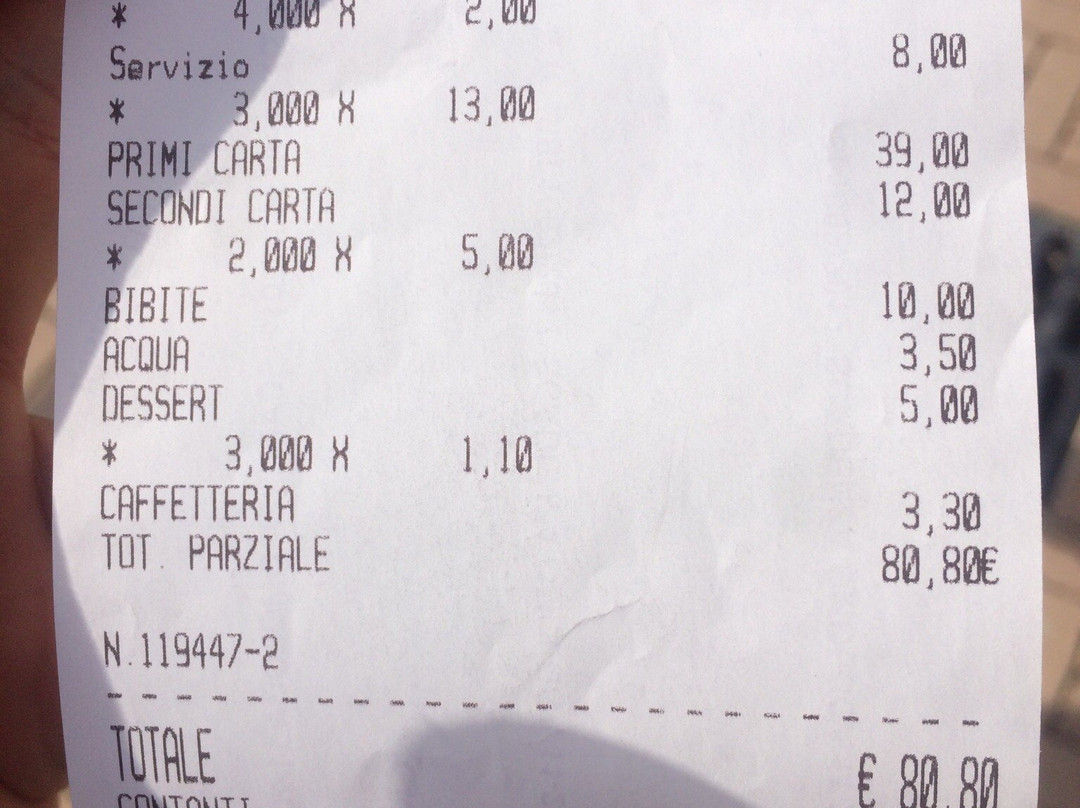 * 4,000 X 2,00
Servizio 8,00
* 3,000 X 13,00
PRIMI CARTA 39,00
SECONDI CARTA 12,00
* 2,000 X 5,00
BIBITE 10,00
ACQUA 3,50
DESSERT 5,00
* 3,000 X 1,10
CAFFETTERIA 3,30
TOT. PARZIALE 80,80€
N.119447-2
TOTALE € 80,80
CONTANTI